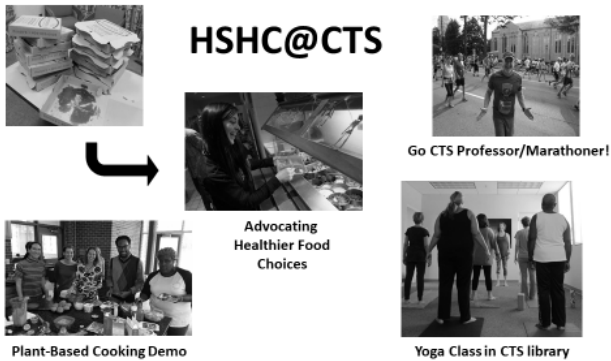 HSHC@CTS
Go CTS Professor/Marathoner!
Advocating
Healthier Food
Choices
Plant-Based Cooking Demo
Yoga Class in CTS library